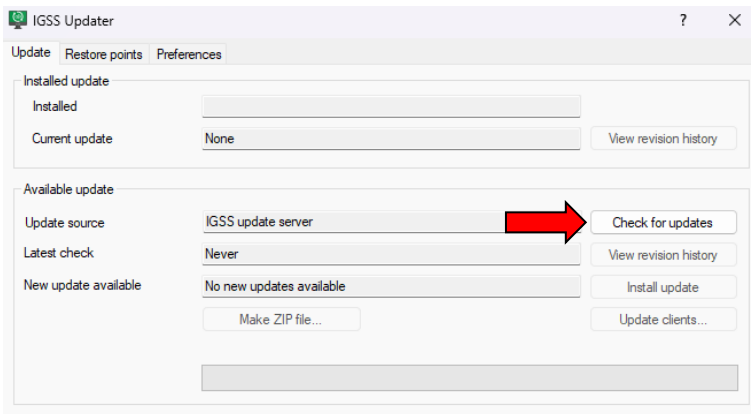 IGSS Updater ? X
Update Restore points Preferences
Installed update
Installed
Current update None View revision history
Available update
Update source IGSS update server Check for updates
Latest check Never View revision history
New update available No new updates available Install update
Make ZIP file... Update clients...